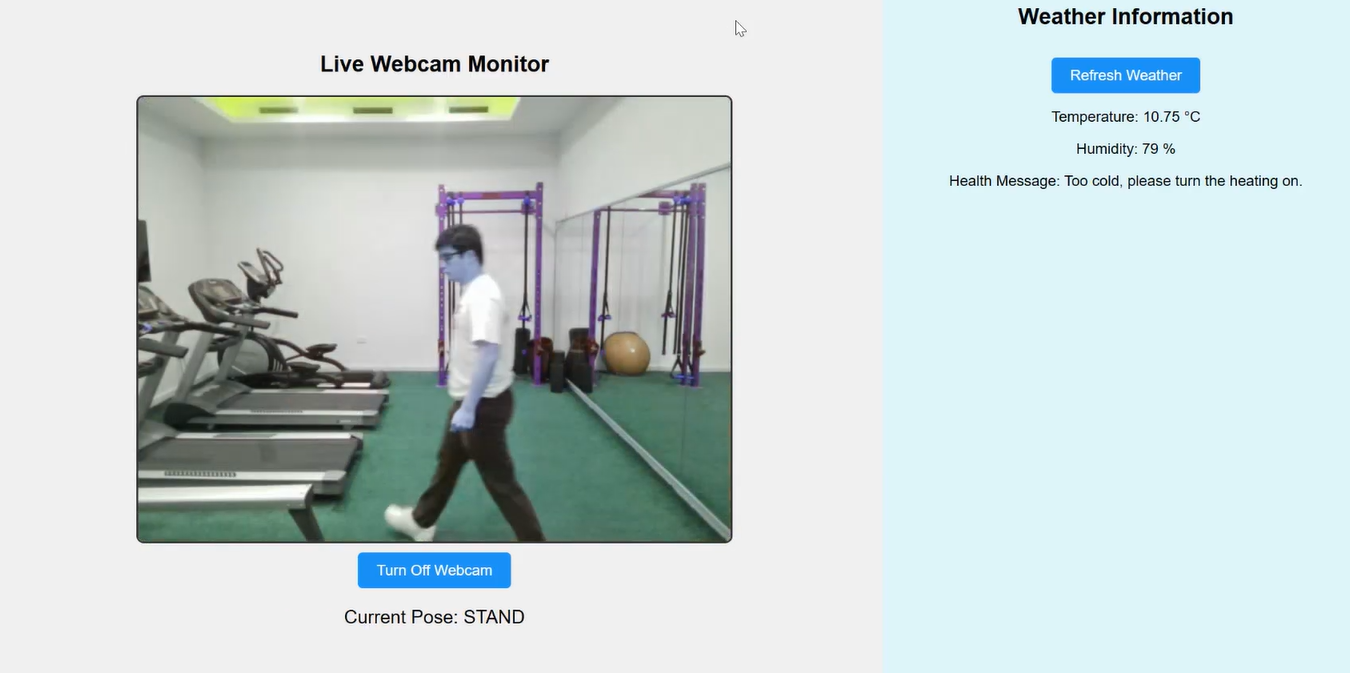 Live Webcam Monitor
Turn Off Webcam
Current Pose: STAND
Weather Information
Refresh Weather
Temperature: 10.75 °C
Humidity: 79 %
Health Message: Too cold, please turn the heating on.